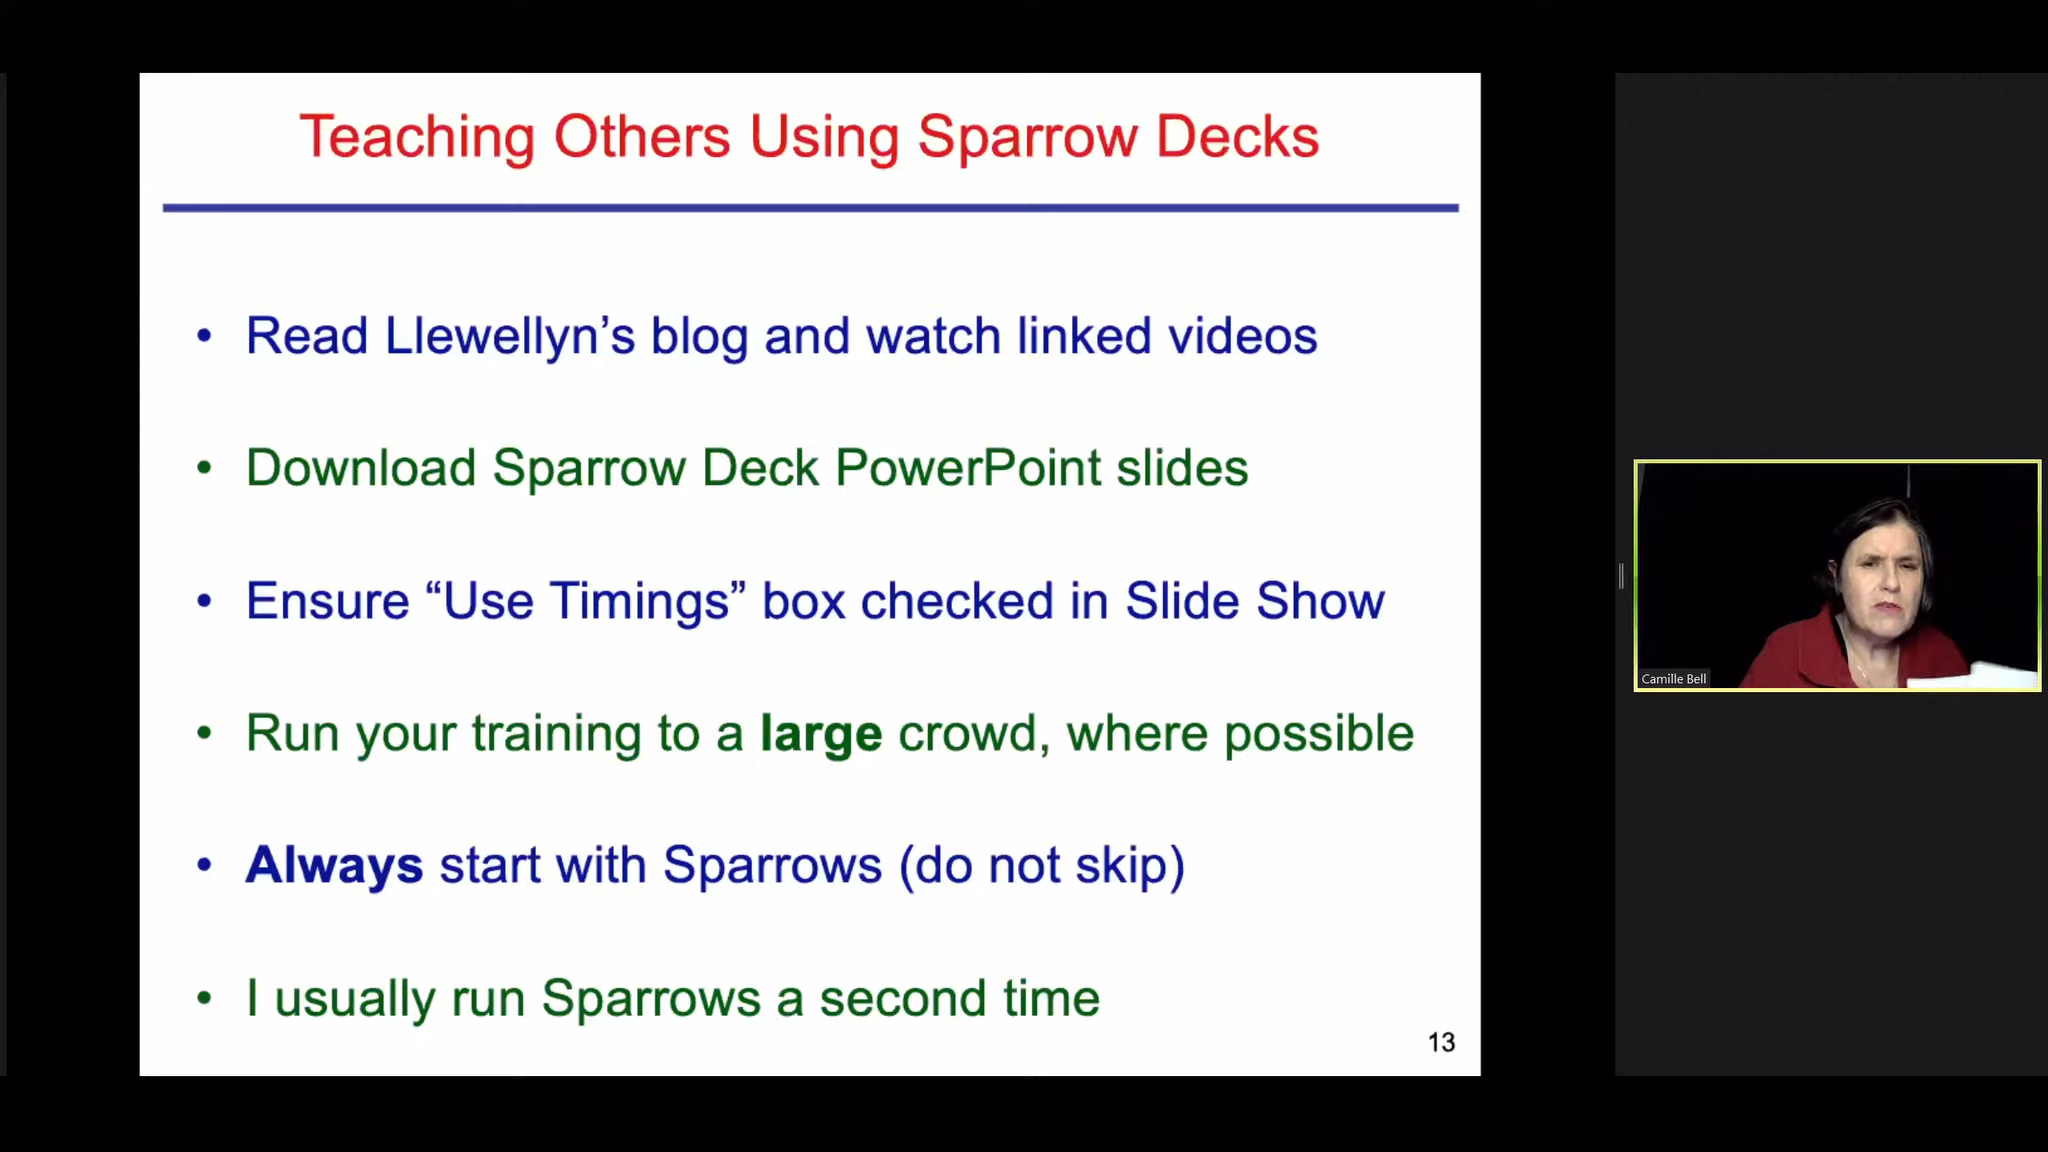 Teaching Others Using Sparrow Decks
• Read Llewellyn’s blog and watch linked videos
• Download Sparrow Deck PowerPoint slides
• Ensure “Use Timings” box checked in Slide Show
• Run your training to a large crowd, where possible
• Always start with Sparrows (do not skip)
• I usually run Sparrows a second time
13
Camille Bell